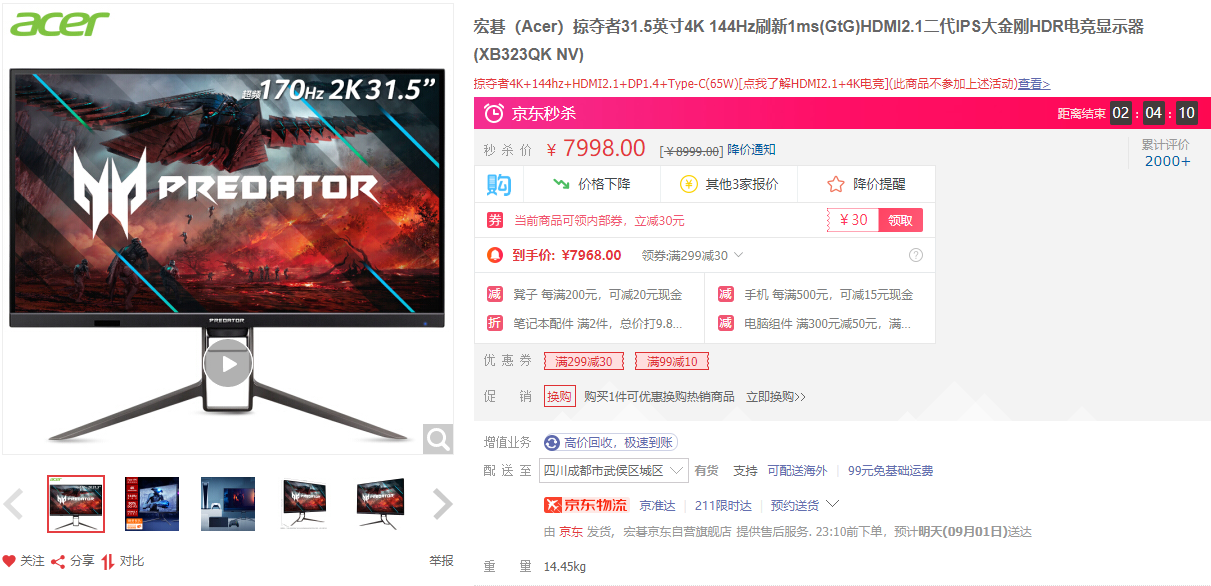 acer
超频170Hz 2K 31.5”
PREDATOR
PREDATOR
关注 分享 对比 举报
宏碁（Acer）掠夺者31.5英寸4K 144Hz刷新1ms(GtG)HDMI2.1二代IPS大金刚HDR电竞显示器
(XB323QK NV)
掠夺者4K+144hz+HDMI2.1+DP1.4+Type-C(65W)[点我了解HDMI2.1+4K电竞](此商品不参加上述活动)查看>
京东秒杀 距离结束 02 : 04 : 10
秒杀价 ￥7998.00 [￥8999.00] 降价通知 累计评价
2000+
购 价格下降 ¥ 其他3家报价 降价提醒
券 当前商品可领内部券，立减30元 ￥30 领取
到手价: ¥7968.00 领券:满299减30 ?
减 凳子 每满200元，可减20元现金 减 手机 每满500元，可减15元现金
折 笔记本配件 满2件，总价打9.8... 减 电脑组件 满300元减50元，满...
优惠券 满299减30 满99减10
促销 换购 购买1件可优惠换购热销商品 立即换购>>
增值业务 高价回收，极速到账
配送至 四川成都市武侯区城区 有货 支持 可配送海外 | 99元免基础运费
京东物流 京准达 | 211限时达 | 预约送货
由 京东 发货，宏碁京东自营旗舰店 提供售后服务. 23:10前下单，预计明天(09月01日)送达
重量 14.45kg